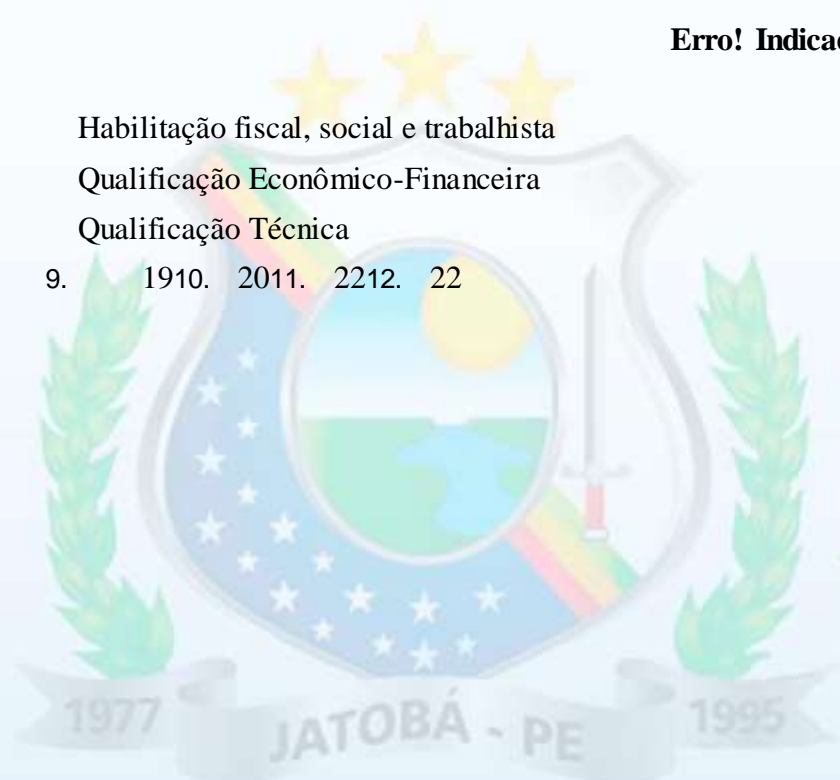 Erro! Indica
Habilitação fiscal, social e trabalhista
Qualificação Econômico-Financeira
Qualificação Técnica
9. 1910. 2011. 2212. 22
1977 JATOBÁ - PE 1995